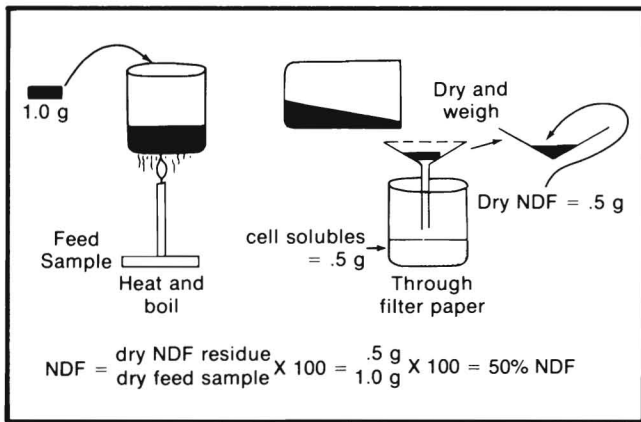 1.0 g
Feed
Sample
Heat and
boil
Dry and
weigh
Dry NDF = .5 g
cell solubles
= .5 g
Through
filter paper
NDF = dry NDF residue / dry feed sample X 100 = .5 g / 1.0 g X 100 = 50% NDF